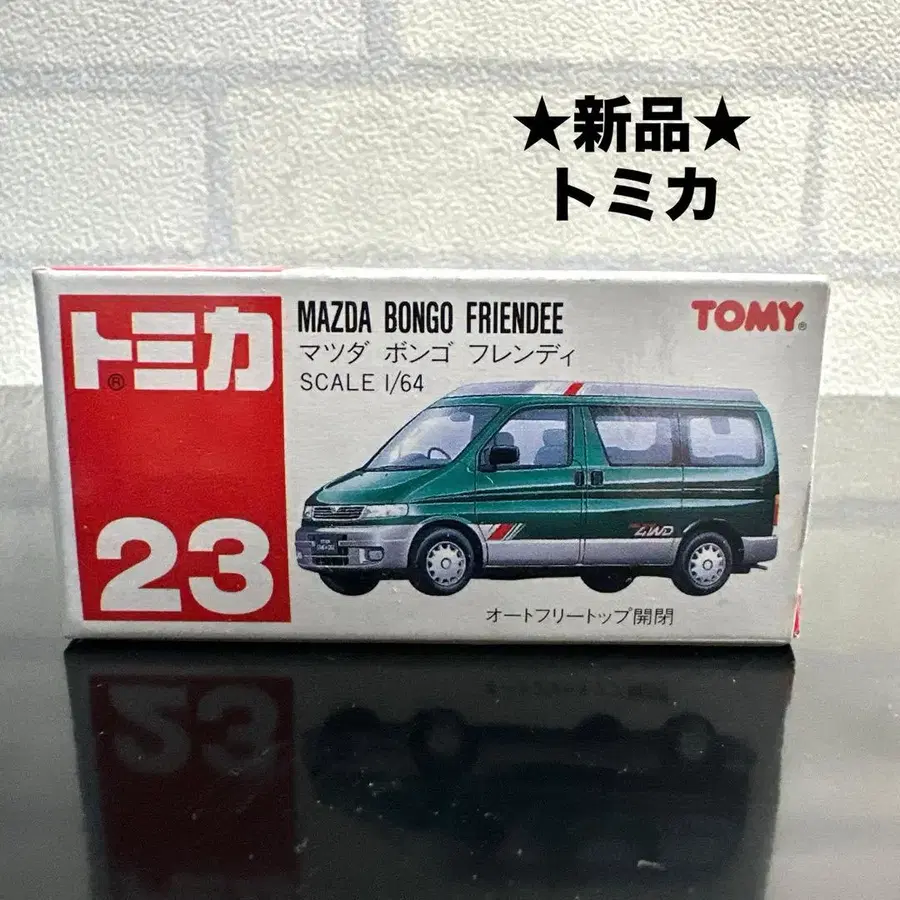 ★新品★
トミカ
トミカ®
23
MAZDA BONGO FRIENDEE
マツダ ボンゴ フレンディ
SCALE 1/64
TOMY®
4WD
オートフリートップ開閉